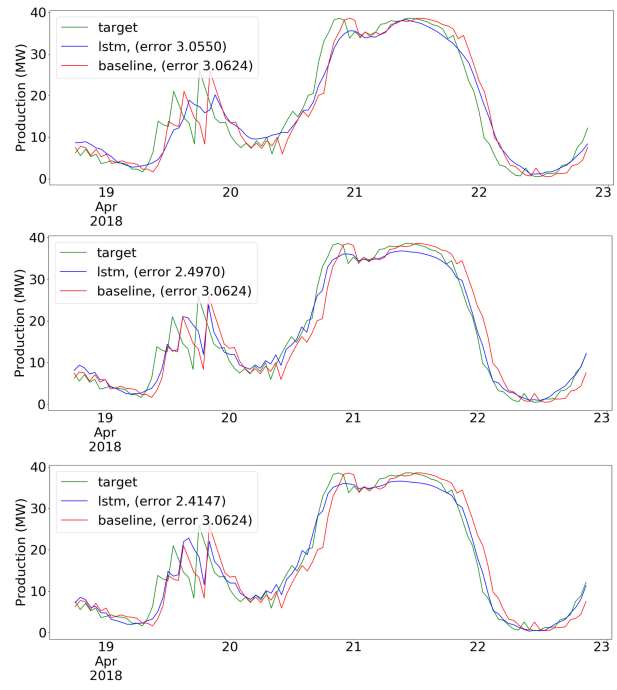 40
30
20
10
0
Production (MW)
target
lstm, (error 3.0550)
baseline, (error 3.0624)
19
Apr
2018
20
21
22
23
40
30
20
10
0
Production (MW)
target
lstm, (error 2.4970)
baseline, (error 3.0624)
19
Apr
2018
20
21
22
23
40
30
20
10
0
Production (MW)
target
lstm, (error 2.4147)
baseline, (error 3.0624)
19
Apr
2018
20
21
22
23